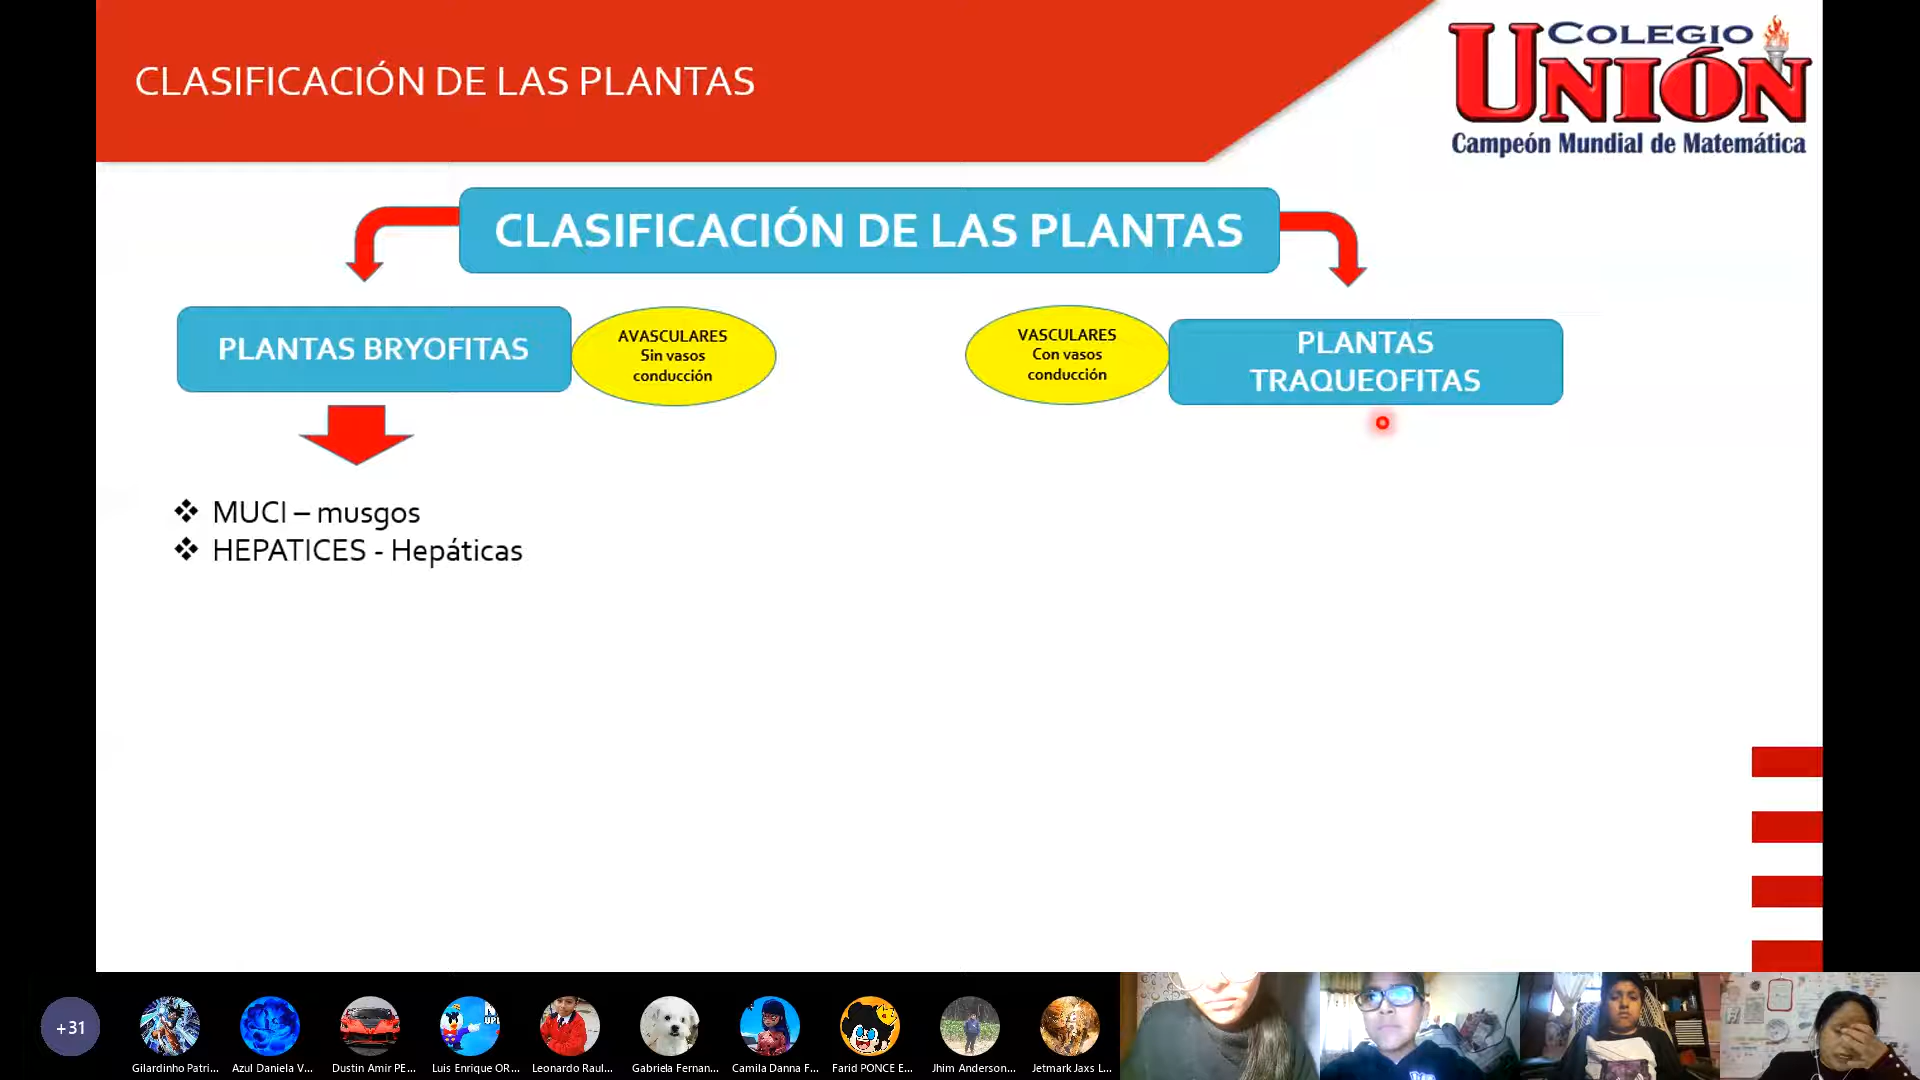 CLASIFICACIÓN DE LAS PLANTAS
COLEGIO
UNIÓN
Campeón Mundial de Matemática
CLASIFICACIÓN DE LAS PLANTAS
PLANTAS BRYOFITAS
AVASCULARES
Sin vasos
conducción
VASCULARES
Con vasos
conducción
PLANTAS
TRAQUEOFITAS
❖ MUCI – musgos
❖ HEPATICES - Hepáticas
+31
Gilardinho Patri...
Azul Daniela V...
Dustin Amir PE...
Luis Enrique OR...
Leonardo Raul...
Gabriela Fernan...
Camila Danna F...
Farid PONCE E...
Jhim Anderson...
Jetmark Jaxs L...